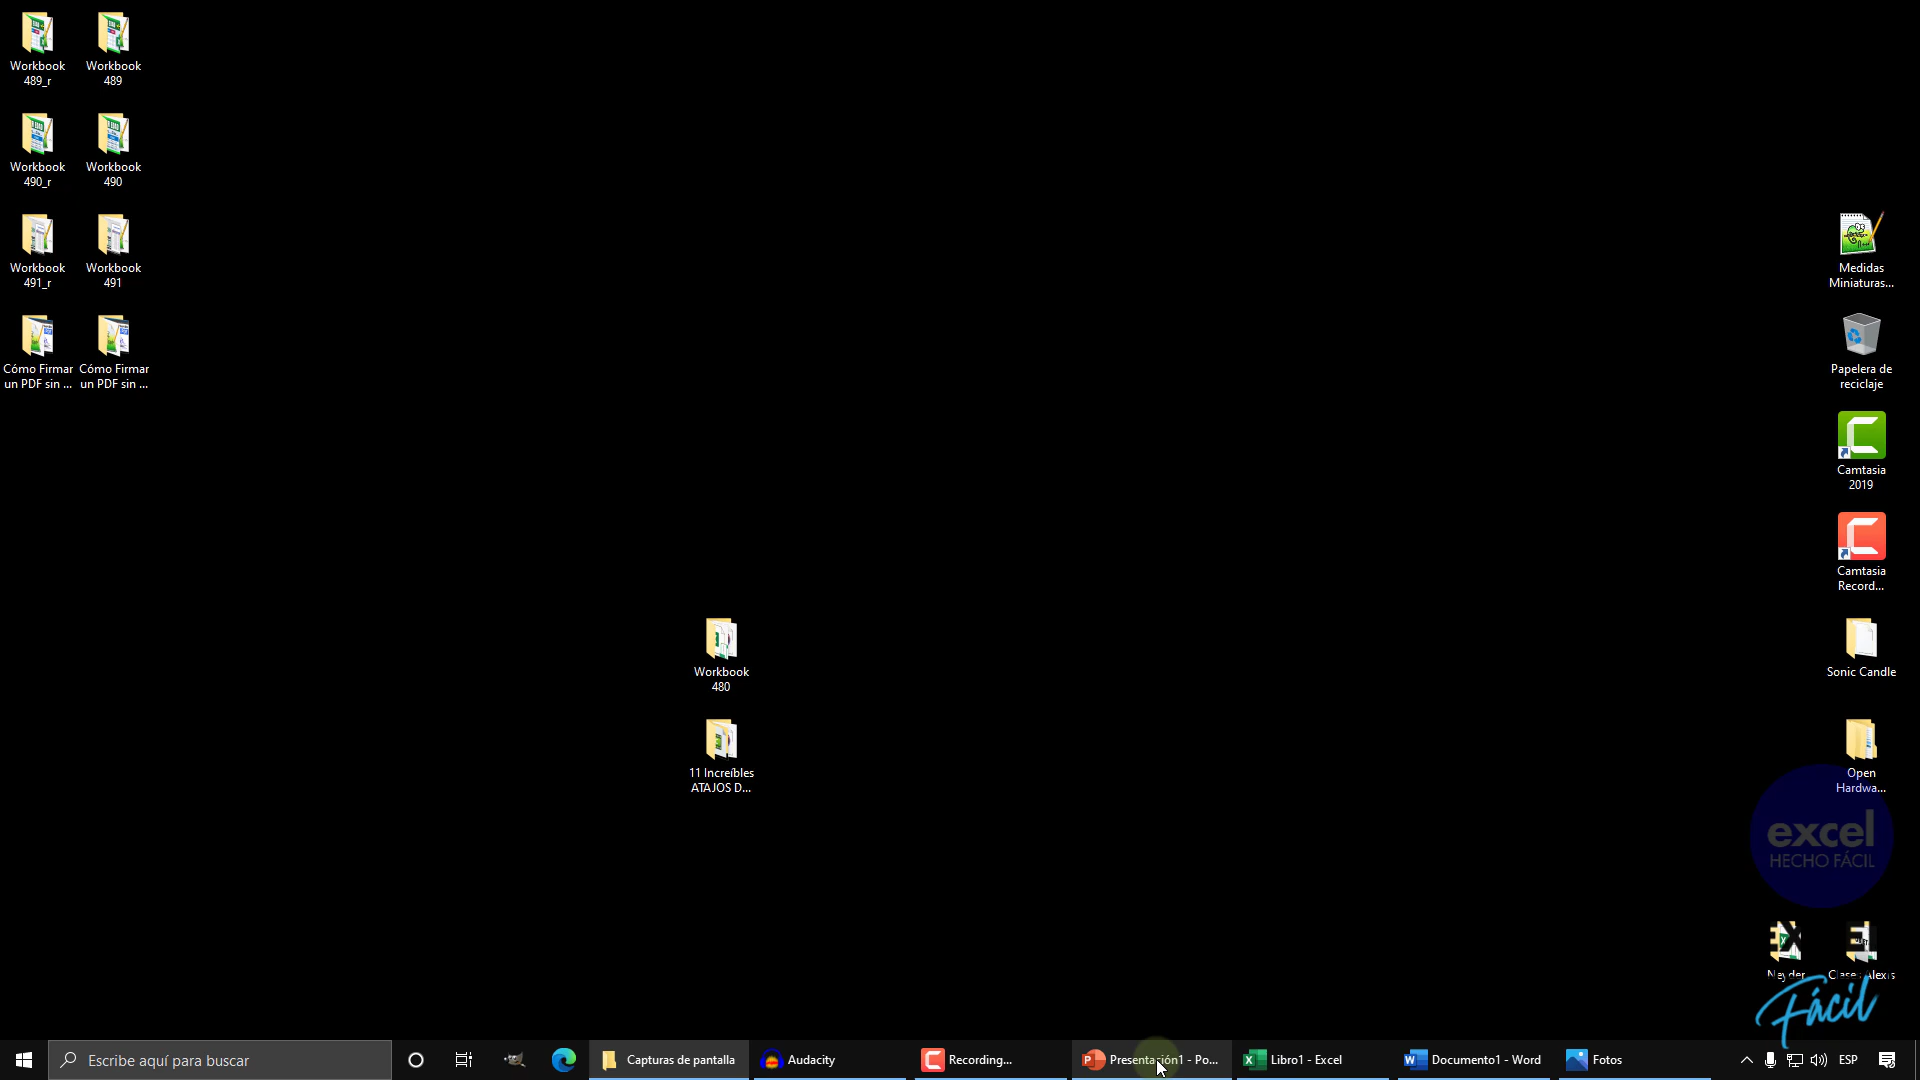 Workbook
489_r
Workbook
489
Workbook
490_r
Workbook
490
Workbook
491_r
Workbook
491
Cómo Firmar
un PDF sin ...
Cómo Firmar
un PDF sin ...
Workbook
480
11 Increíbles
ATAJOS D...
Medidas
Miniaturas...
Papelera de
reciclaje
Camtasia
2019
Camtasia
Record...
Sonic Candle
Open
Hardwa...
excel
HECHO FÁCIL
Neyder
Fácil
Escribe aquí para buscar
Capturas de pantalla
Audacity
Recording...
Presentación1 - Po...
Libro1 - Excel
Documento1 - Word
Fotos
ESP